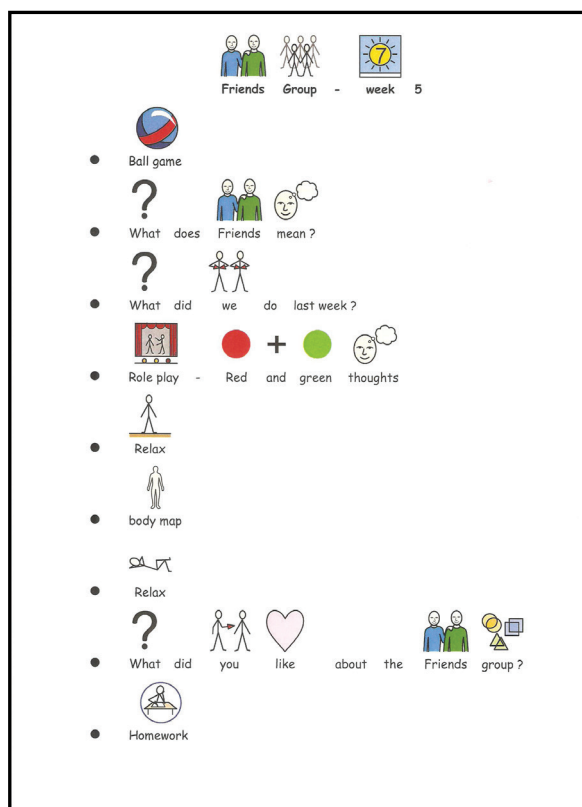 7
Friends Group - week 5
● Ball game
?
● What does Friends mean ?
?
● What did we do last week ?
+
● Role play - Red and green thoughts
● Relax
● body map
● Relax
?
● What did you like about the Friends group ?
● Homework